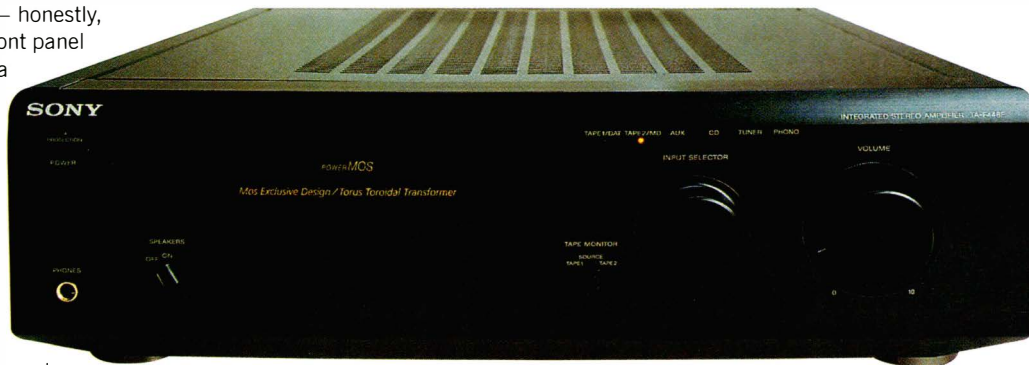 – honestly,
ont panel
a
SONY
INTEGRATED STEREO AMPLIFIER
PROTECTION
POWER
TAPE1/DAT TAPE2/MD AUX CD TUNER PHONO
INPUT SELECTOR
VOLUME
POWER MOS
Mos Exclusive Design / Torus Toroidal Transformer
SPEAKERS
OFF ON
TAPE MONITOR
SOURCE
TAPE1 TAPE2
PHONES
0 10